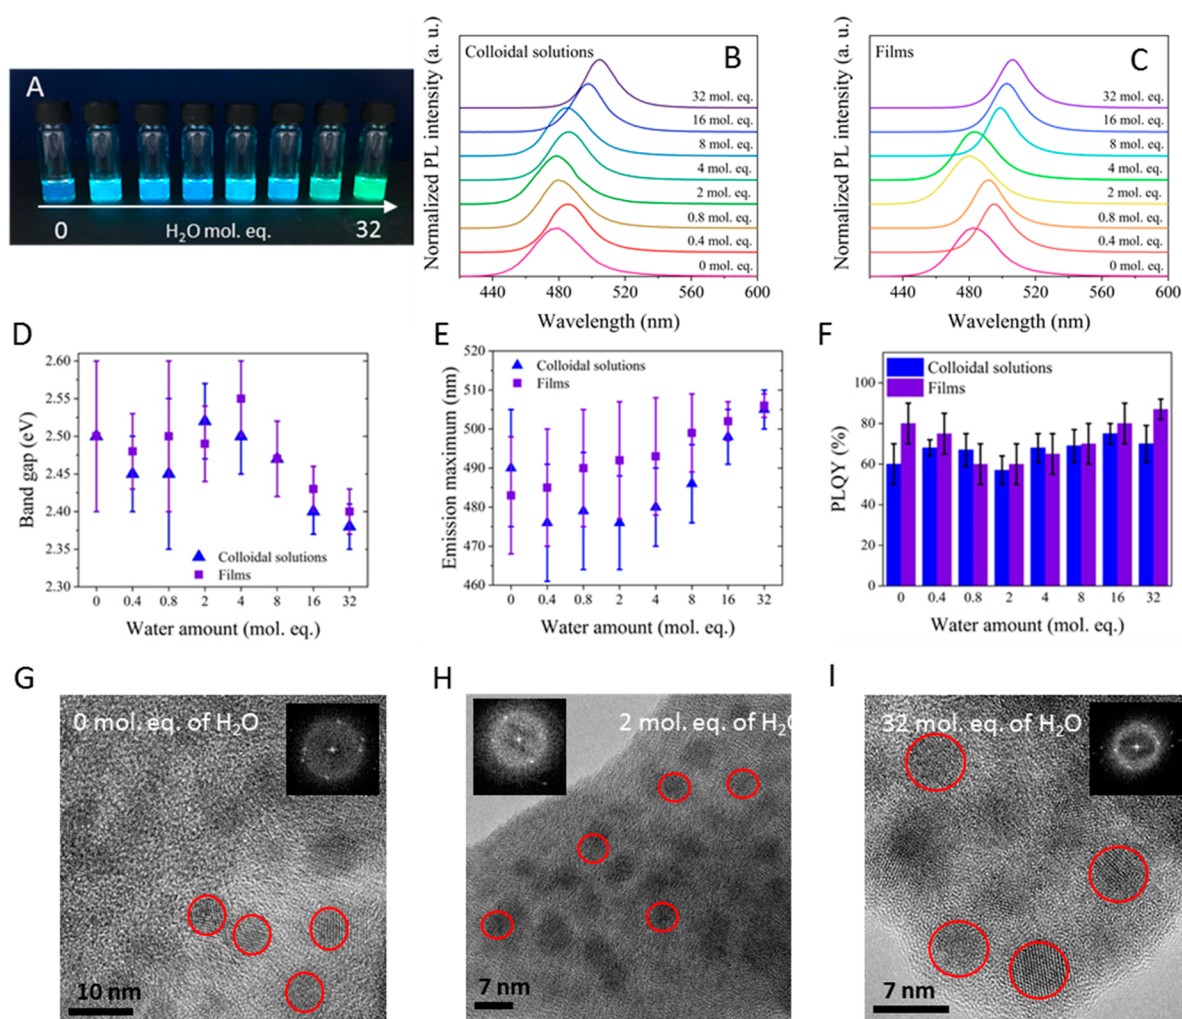 A
0
H₂O mol. eq.
32
B
Colloidal solutions
32 mol. eq.
16 mol. eq.
8 mol. eq.
4 mol. eq.
2 mol. eq.
0.8 mol. eq.
0.4 mol. eq.
0 mol. eq.
Normalized PL intensity (a. u.)
440 480 520 560 600
Wavelength (nm)
C
Films
32 mol. eq.
16 mol. eq.
8 mol. eq.
4 mol. eq.
2 mol. eq.
0.8 mol. eq.
0.4 mol. eq.
0 mol. eq.
Normalized PL intensity (a. u.)
440 480 520 560 600
Wavelength (nm)
D
2.60
2.55
2.50
2.45
2.40
2.35
2.30
Band gap (eV)
Colloidal solutions
Films
0 0.4 0.8 2 4 8 16 32
Water amount (mol. eq.)
E
520
510
500
490
480
470
460
Emission maximum (nm)
Colloidal solutions
Films
0 0.4 0.8 2 4 8 16 32
Water amount (mol. eq.)
F
Colloidal solutions
Films
100
80
60
40
20
0
PLQY (%)
0 0.4 0.8 2 4 8 16 32
Water amount (mol. eq.)
G
0 mol. eq. of H₂O
10 nm
H
2 mol. eq. of H₂O
7 nm
I
32 mol. eq. of H₂O
7 nm